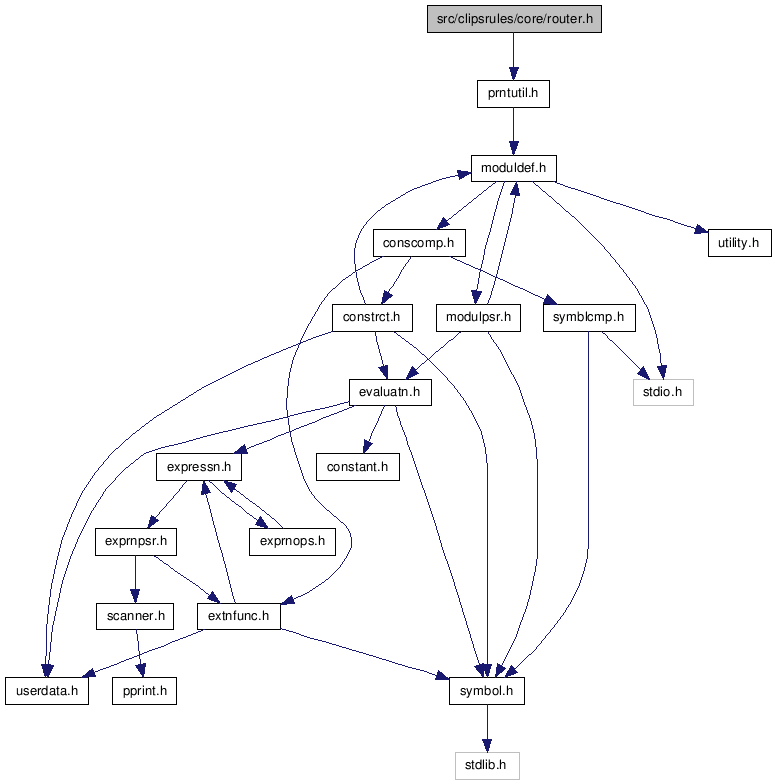 src/clipsrules/core/router.h
prntutil.h
moduldef.h
conscomp.h
utility.h
constrct.h
modulpsr.h
symblcmp.h
evaluatn.h
stdio.h
expressn.h
constant.h
exprnpsr.h
exprnops.h
scanner.h
extnfunc.h
userdata.h
pprint.h
symbol.h
stdlib.h